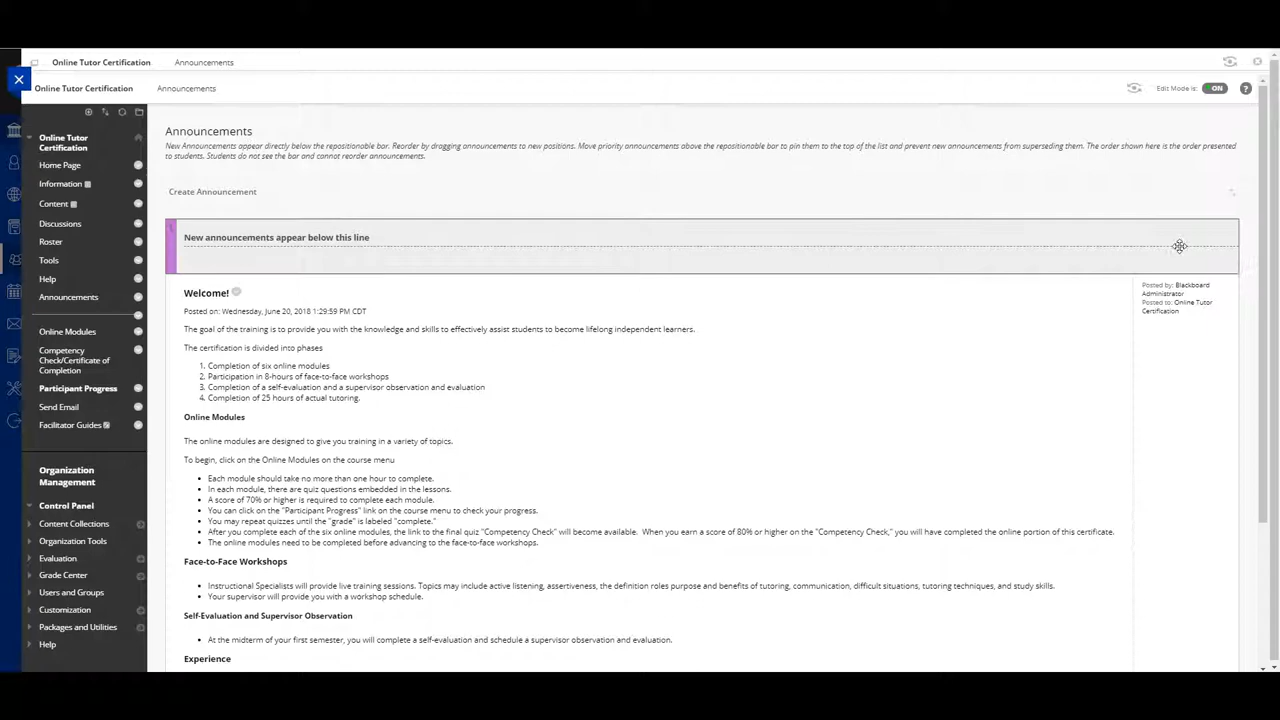 Online Tutor Certification Announcements
Online Tutor Certification Announcements
Edit Mode is: ON ?
Online Tutor
Certification
Home Page
Information
Content
Discussions
Roster
Tools
Help
Announcements
Online Modules
Competency
Check/Certificate of
Completion
Participant Progress
Send Email
Facilitator Guides
Organization
Management
Control Panel
Content Collections
Organization Tools
Evaluation
Grade Center
Users and Groups
Customization
Packages and Utilities
Help
Announcements
New Announcements appear directly below the repositionable bar. Reorder by dragging announcements to new positions. Move priority announcements above the repositionable bar to pin them to the top of the list and prevent new announcements from superseding them. The order shown here is the order presented
to students. Students do not see the bar and cannot reorder announcements.
Create Announcement
New announcements appear below this line
Welcome!
Posted on: Wednesday, June 20, 2018 1:29:59 PM CDT
The goal of the training is to provide you with the knowledge and skills to effectively assist students to become lifelong independent learners.
The certification is divided into phases
1. Completion of six online modules
2. Participation in 8-hours of face-to-face workshops
3. Completion of a self-evaluation and a supervisor observation and evaluation
4. Completion of 25 hours of actual tutoring.
Online Modules
The online modules are designed to give you training in a variety of topics.
To begin, click on the Online Modules on the course menu
• Each module should take no more than one hour to complete.
• In each module, there are quiz questions embedded in the lessons.
• A score of 70% or higher is required to complete each module.
• You can click on the "Participant Progress" link on the course menu to check your progress.
• You may repeat quizzes until the "grade" is labeled "complete."
• After you complete each of the six online modules, the link to the final quiz "Competency Check" will become available. When you earn a score of 80% or higher on the "Competency Check," you will have completed the online portion of this certificate.
• The online modules need to be completed before advancing to the face-to-face workshops.
Face-to-Face Workshops
• Instructional Specialists will provide live training sessions. Topics may include active listening, assertiveness, the definition roles purpose and benefits of tutoring, communication, difficult situations, tutoring techniques, and study skills.
• Your supervisor will provide you with a workshop schedule.
Self-Evaluation and Supervisor Observation
• At the midterm of your first semester, you will complete a self-evaluation and schedule a supervisor observation and evaluation.
Experience
Posted by: Blackboard
Administrator
Posted to: Online Tutor
Certification